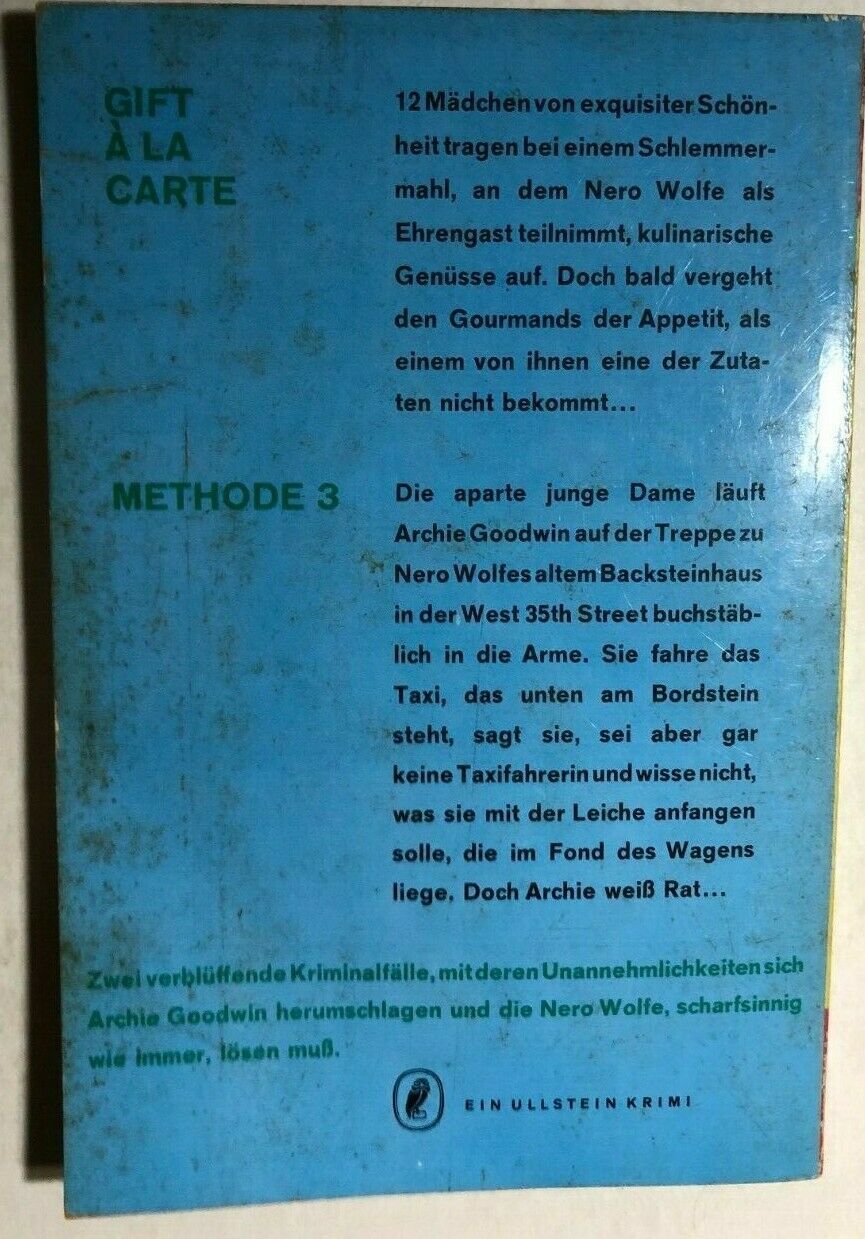 GIFT
À LA
CARTE
12 Mädchen von exquisiter Schön-
heit tragen bei einem Schlemmer-
mahl, an dem Nero Wolfe als
Ehrengast teilnimmt, kulinarische
Genüsse auf. Doch bald vergeht
den Gourmands der Appetit, als
einem von ihnen eine der Zuta-
ten nicht bekommt...
METHODE 3
Die aparte junge Dame läuft
Archie Goodwin auf der Treppe zu
Nero Wolfes altem Backsteinhaus
in der West 35th Street buchstäb-
lich in die Arme. Sie fahre das
Taxi, das unten am Bordstein
steht, sagt sie, sei aber gar
keine Taxifahrerin und wisse nicht,
was sie mit der Leiche anfangen
solle, die im Fond des Wagens
liege. Doch Archie weiß Rat...
Zwei verblüffende Kriminalfälle, mit deren Unannehmlichkeiten sich
Archie Goodwin herumschlagen und die Nero Wolfe, scharfsinnig
wie immer, lösen muß.
EIN ULLSTEIN KRIMI